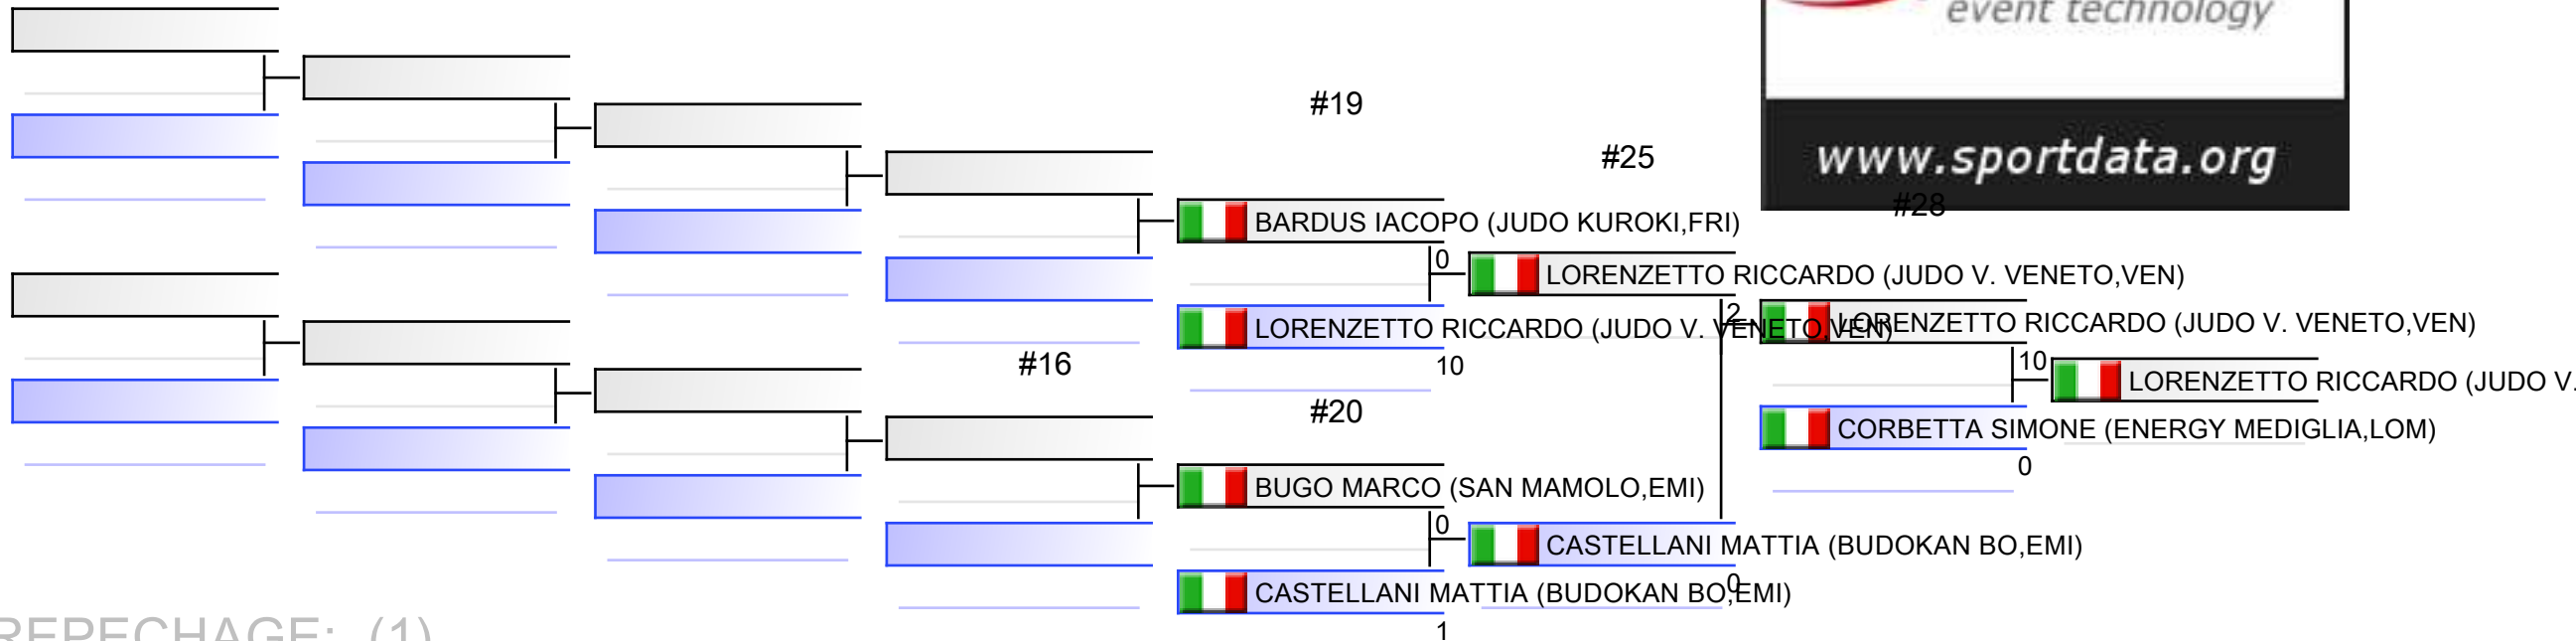 event technology
#19
#25
www.sportdata.org
#28
BARDUS IACOPO (JUDO KUROKI,FRI)
0
LORENZETTO RICCARDO (JUDO V. VENETO,VEN)
2
LORENZETTO RICCARDO (JUDO V. VENETO,VEN)
LORENZETTO RICCARDO (JUDO V. VENETO,VEN)
10
#16
10
LORENZETTO RICCARDO (JUDO V.
#20
CORBETTA SIMONE (ENERGY MEDIGLIA,LOM)
0
BUGO MARCO (SAN MAMOLO,EMI)
0
CASTELLANI MATTIA (BUDOKAN BO,EMI)
0
CASTELLANI MATTIA (BUDOKAN BO,EMI)
1
REPECHAGE: (1)